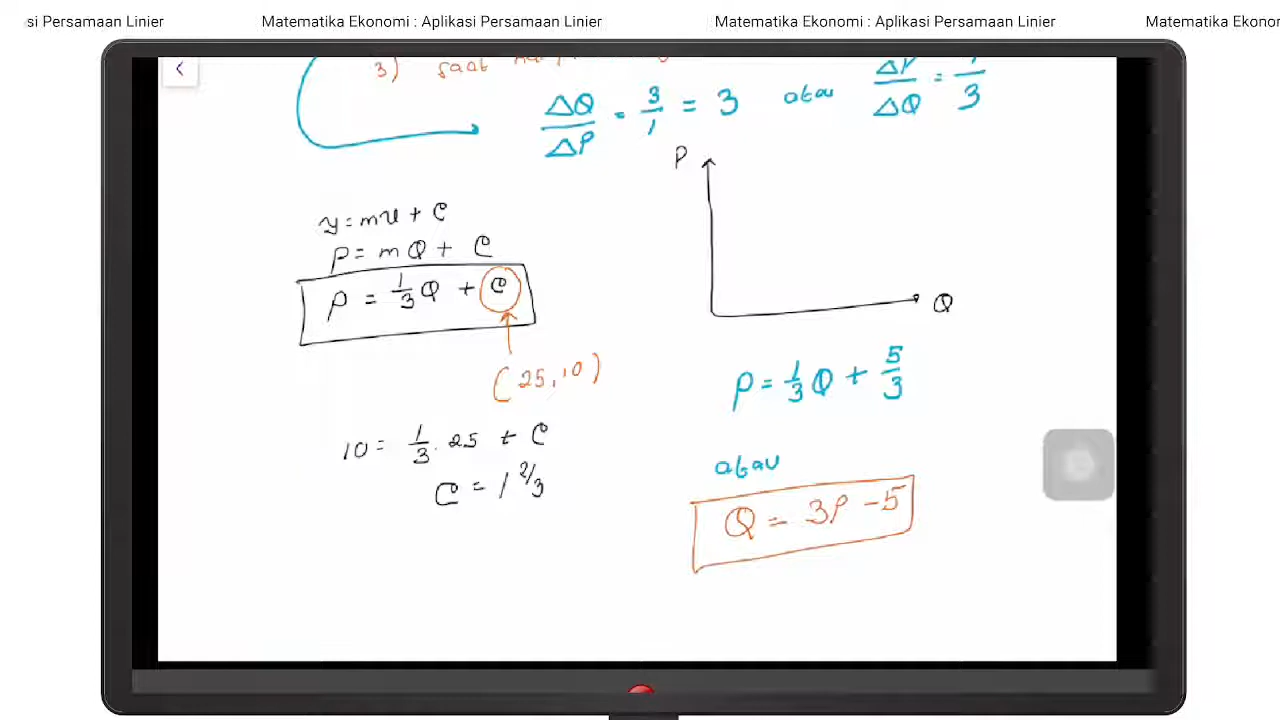 si Persamaan Linier Matematika Ekonomi : Aplikasi Persamaan Linier Matematika Ekonomi : Aplikasi Persamaan Linier Matematika Ekonor
3) saat
ΔQ/ΔP = 3/1 = 3 atau ΔP/ΔQ = 1/3
P
y = mx + c
P = mQ + C
P = 1/3 Q + C
Q
(25, 10)
P = 1/3 Q + 5/3
10 = 1/3 . 25 + C
C = 1 2/3
atau
Q = 3P - 5